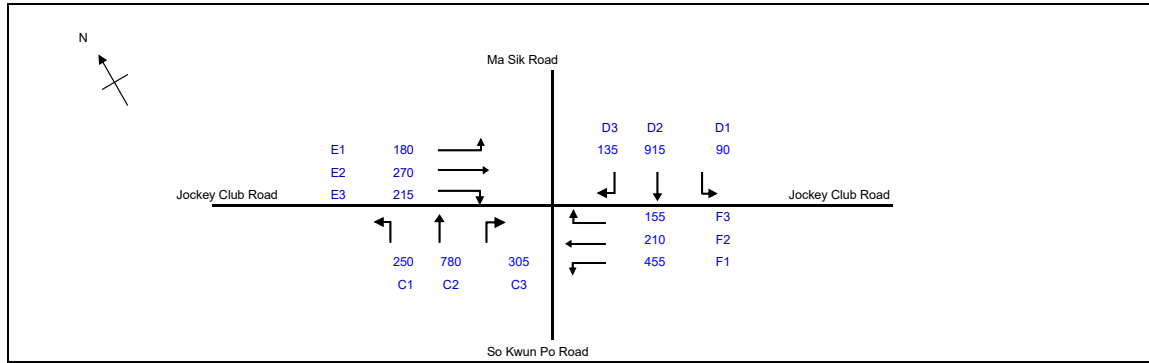 N
Ma Sik Road
D3 D2 D1
E1 180 135 915 90
E2 270
E3 215
Jockey Club Road Jockey Club Road
155 F3
210 F2
250 780 305 455 F1
C1 C2 C3
So Kwun Po Road